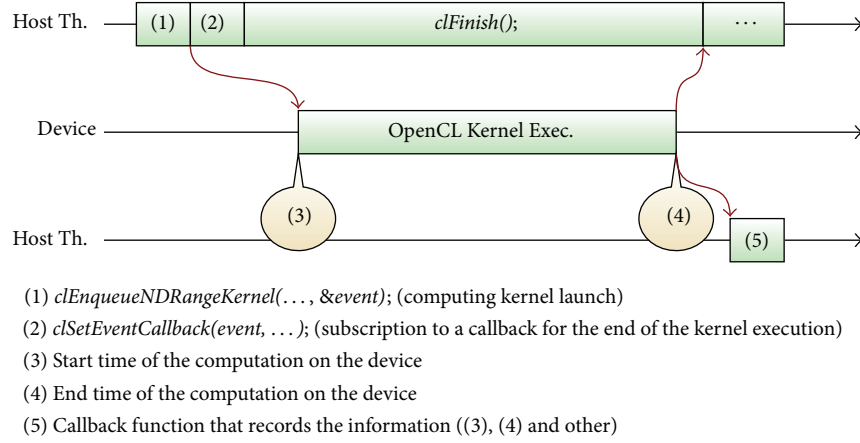 Host Th. (1) (2) clFinish(); ⋯
Device OpenCL Kernel Exec.
(3) (4)
Host Th. (5)
(1) clEnqueueNDRangeKernel(..., &event); (computing kernel launch)
(2) clSetEventCallback(event, ...); (subscription to a callback for the end of the kernel execution)
(3) Start time of the computation on the device
(4) End time of the computation on the device
(5) Callback function that records the information ((3), (4) and other)